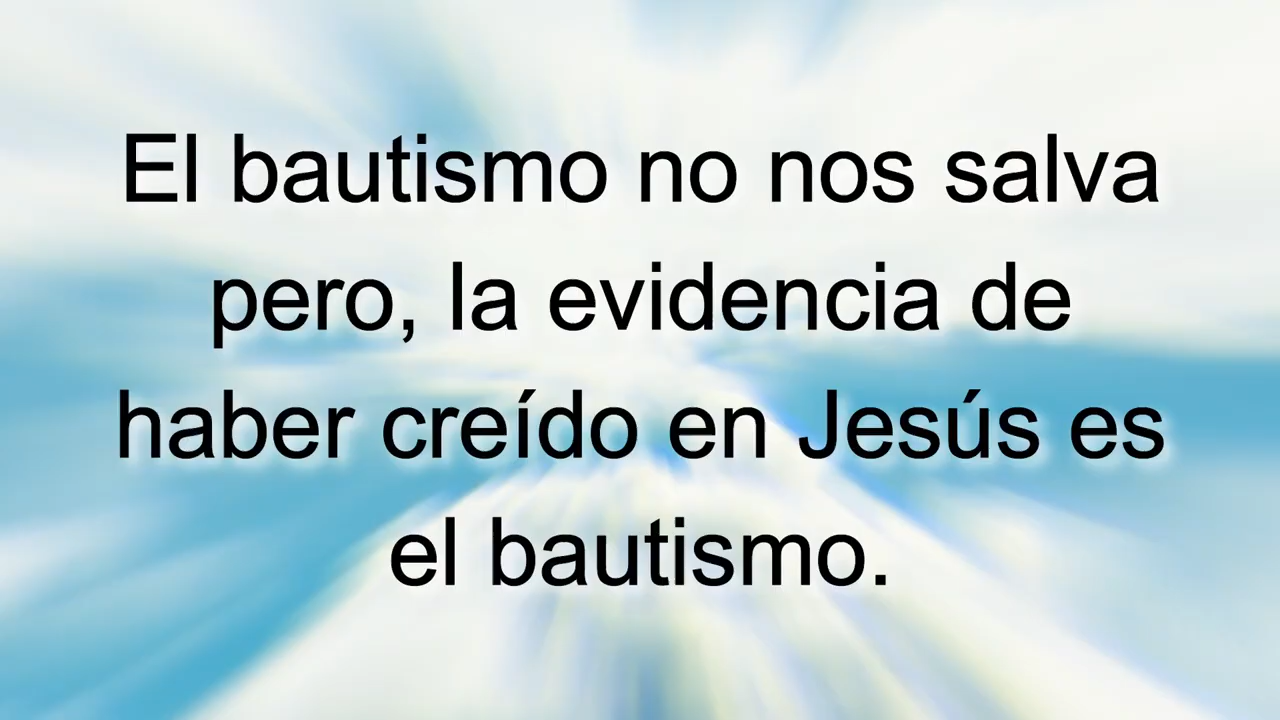 El bautismo no nos salva
pero, la evidencia de
haber creído en Jesús es
el bautismo.